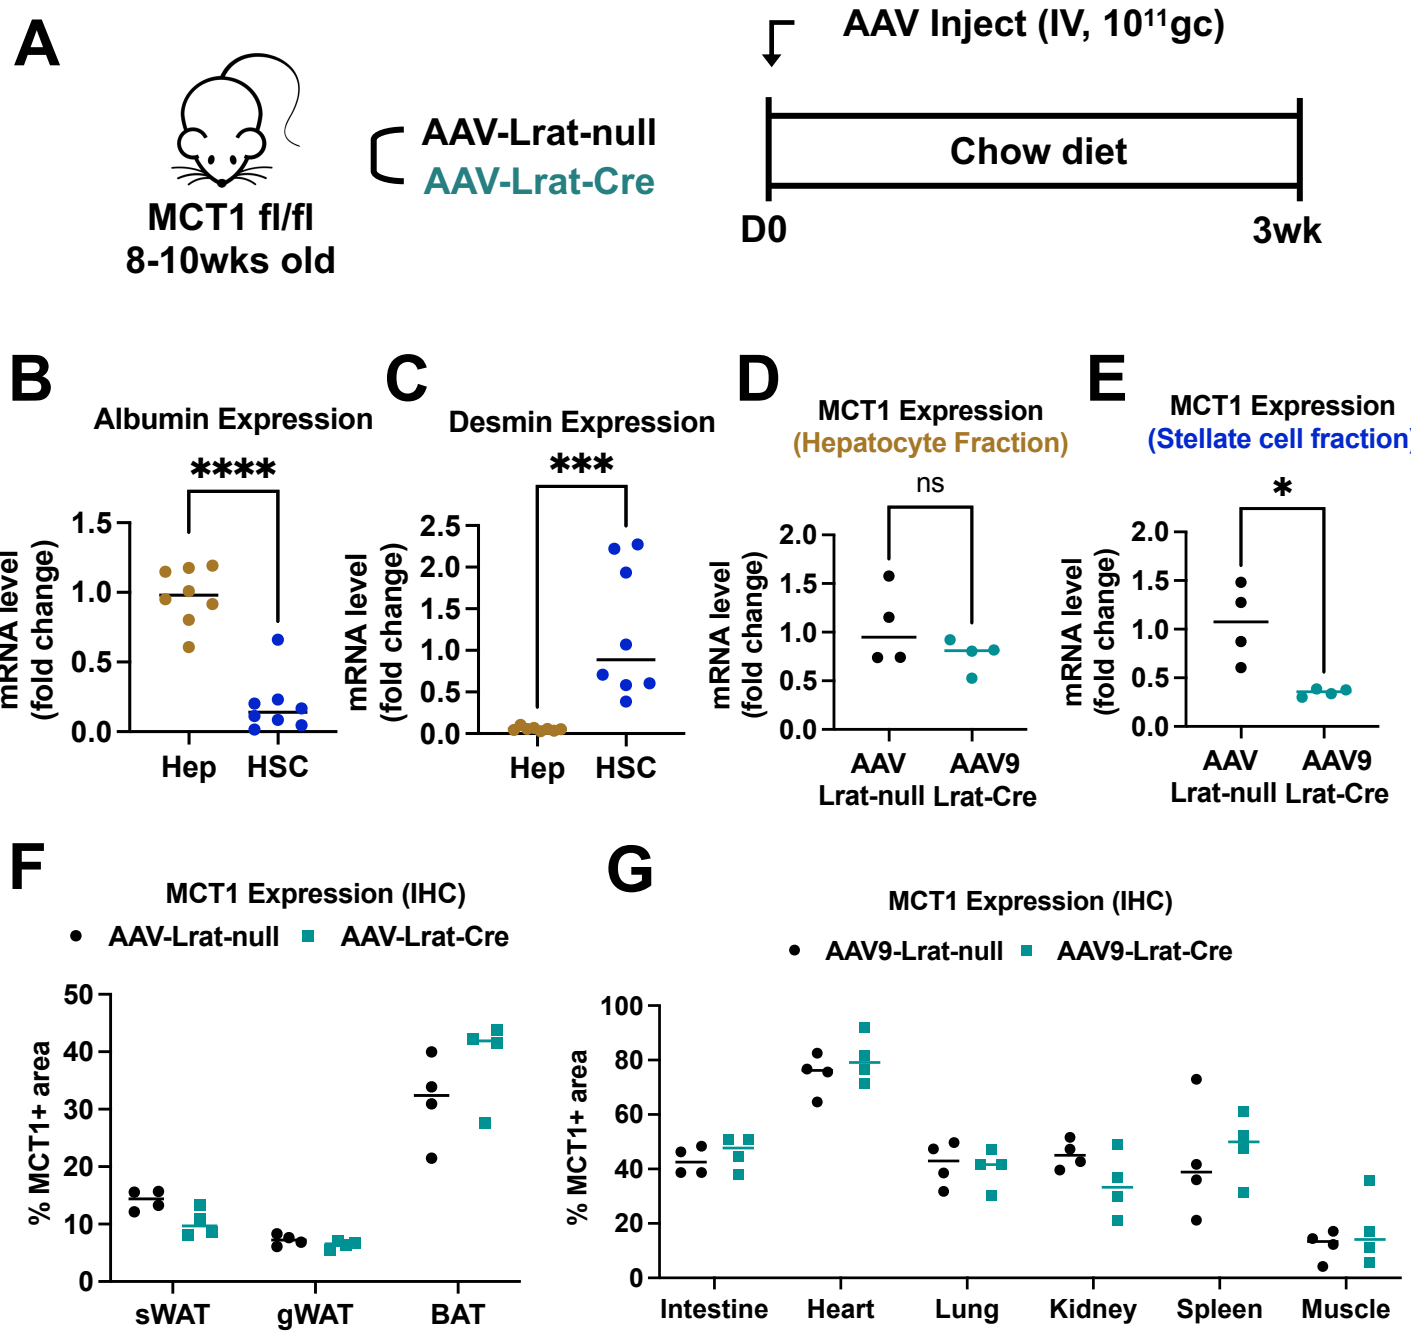 A
AAV Inject (IV, 10¹¹gc)
AAV-Lrat-null
AAV-Lrat-Cre
Chow diet
MCT1 fl/fl
8-10wks old
D0
3wk
B
Albumin Expression
****
mRNA level
(fold change)
1.5
1.0
0.5
0.0
Hep
HSC
C
Desmin Expression
***
mRNA level
(fold change)
2.5
2.0
1.5
1.0
0.5
0.0
Hep
HSC
D
MCT1 Expression
(Hepatocyte Fraction)
ns
mRNA level
(fold change)
2.0
1.5
1.0
0.5
0.0
AAV
Lrat-null
AAV9
Lrat-Cre
E
MCT1 Expression
(Stellate cell fraction)
*
mRNA level
(fold change)
2.0
1.5
1.0
0.5
0.0
AAV
Lrat-null
AAV9
Lrat-Cre
F
MCT1 Expression (IHC)
AAV-Lrat-null
AAV-Lrat-Cre
% MCT1+ area
50
40
30
20
10
0
sWAT
gWAT
BAT
G
MCT1 Expression (IHC)
AAV9-Lrat-null
AAV9-Lrat-Cre
% MCT1+ area
100
80
60
40
20
0
Intestine
Heart
Lung
Kidney
Spleen
Muscle